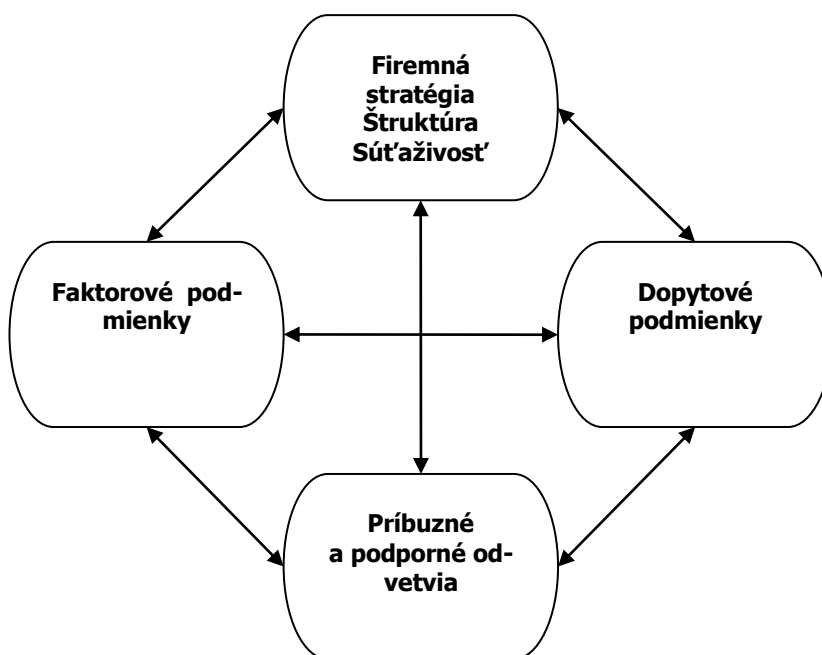 Firemná
stratégia
Štruktúra
Súťaživosť
Faktorové pod-
mienky
Dopytové
podmienky
Príbuzné
a podporné od-
vetvia